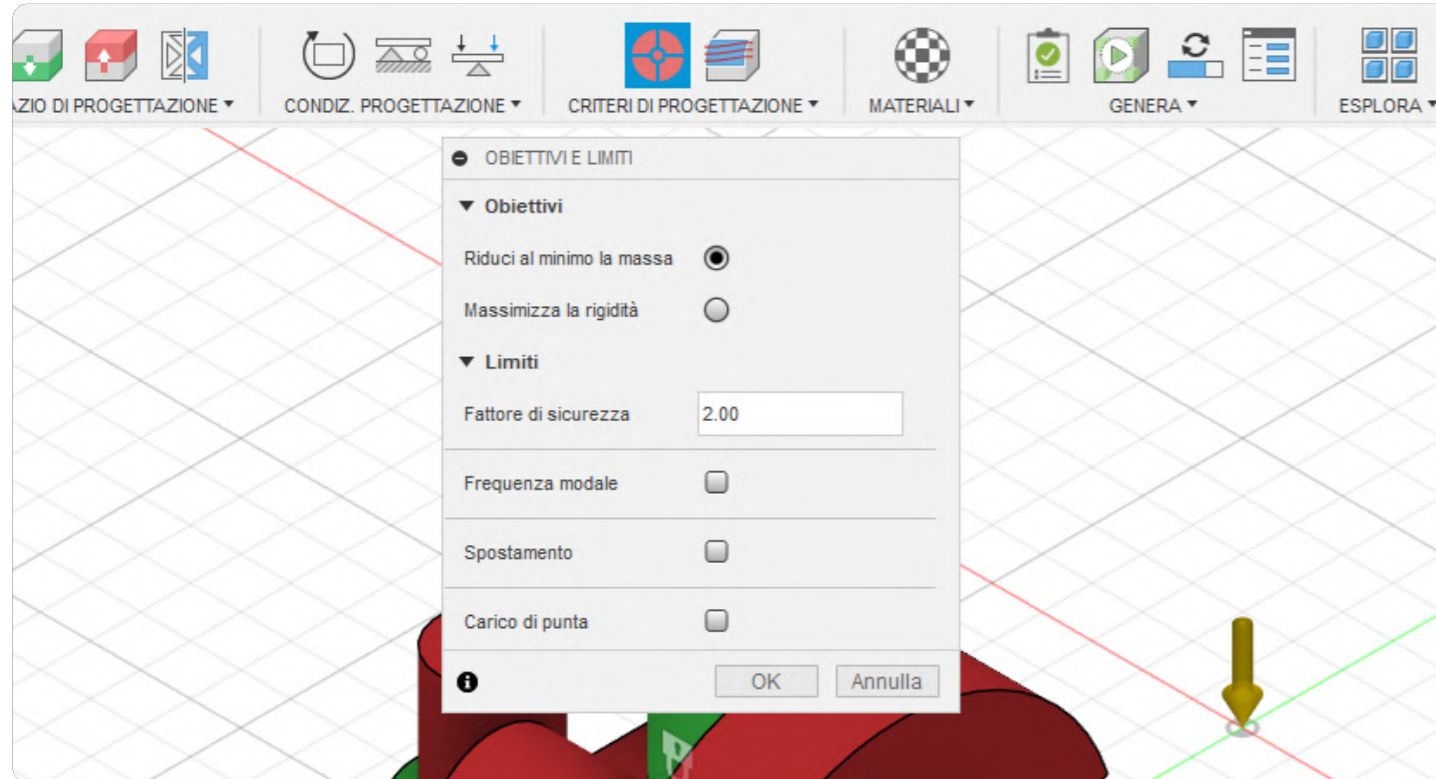 AZIO DI PROGETTAZIONE
CONDIZ. PROGETTAZIONE
CRITERI DI PROGETTAZIONE
MATERIALI
GENERA
ESPLORA
OBIETTIVI E LIMITI
Obiettivi
Riduci al minimo la massa
Massimizza la rigidità
Limiti
Fattore di sicurezza 2.00
Frequenza modale
Spostamento
Carico di punta
OK Annulla